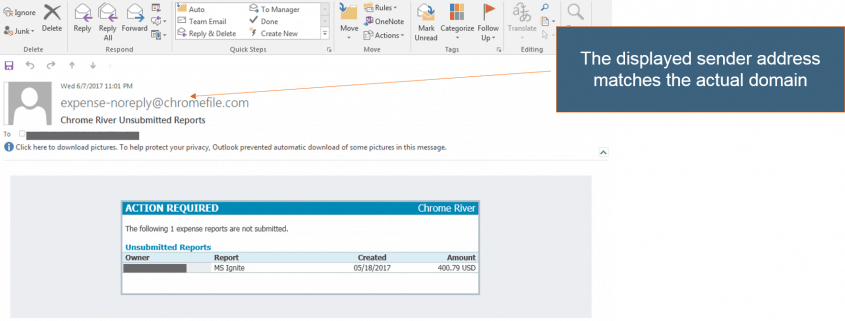 Ignore
Junk
Delete
Reply
Reply All
Forward
Respond
Auto
Team Email
Reply & Delete
To Manager
Done
Create New
Quick Steps
Move
Rules
OneNote
Actions
Move
Mark Unread
Categorize
Follow Up
Tags
Translate
Editing
The displayed sender address
matches the actual domain
Wed 6/7/2017 11:01 PM
expense-noreply@chromefile.com
Chrome River Unsubmitted Reports
To
Click here to download pictures. To help protect your privacy, Outlook prevented automatic download of some pictures in this message.
ACTION REQUIRED Chrome River
The following 1 expense reports are not submitted.
Unsubmitted Reports
Owner Report Created Amount
MS Ignite 05/18/2017 400.79 USD